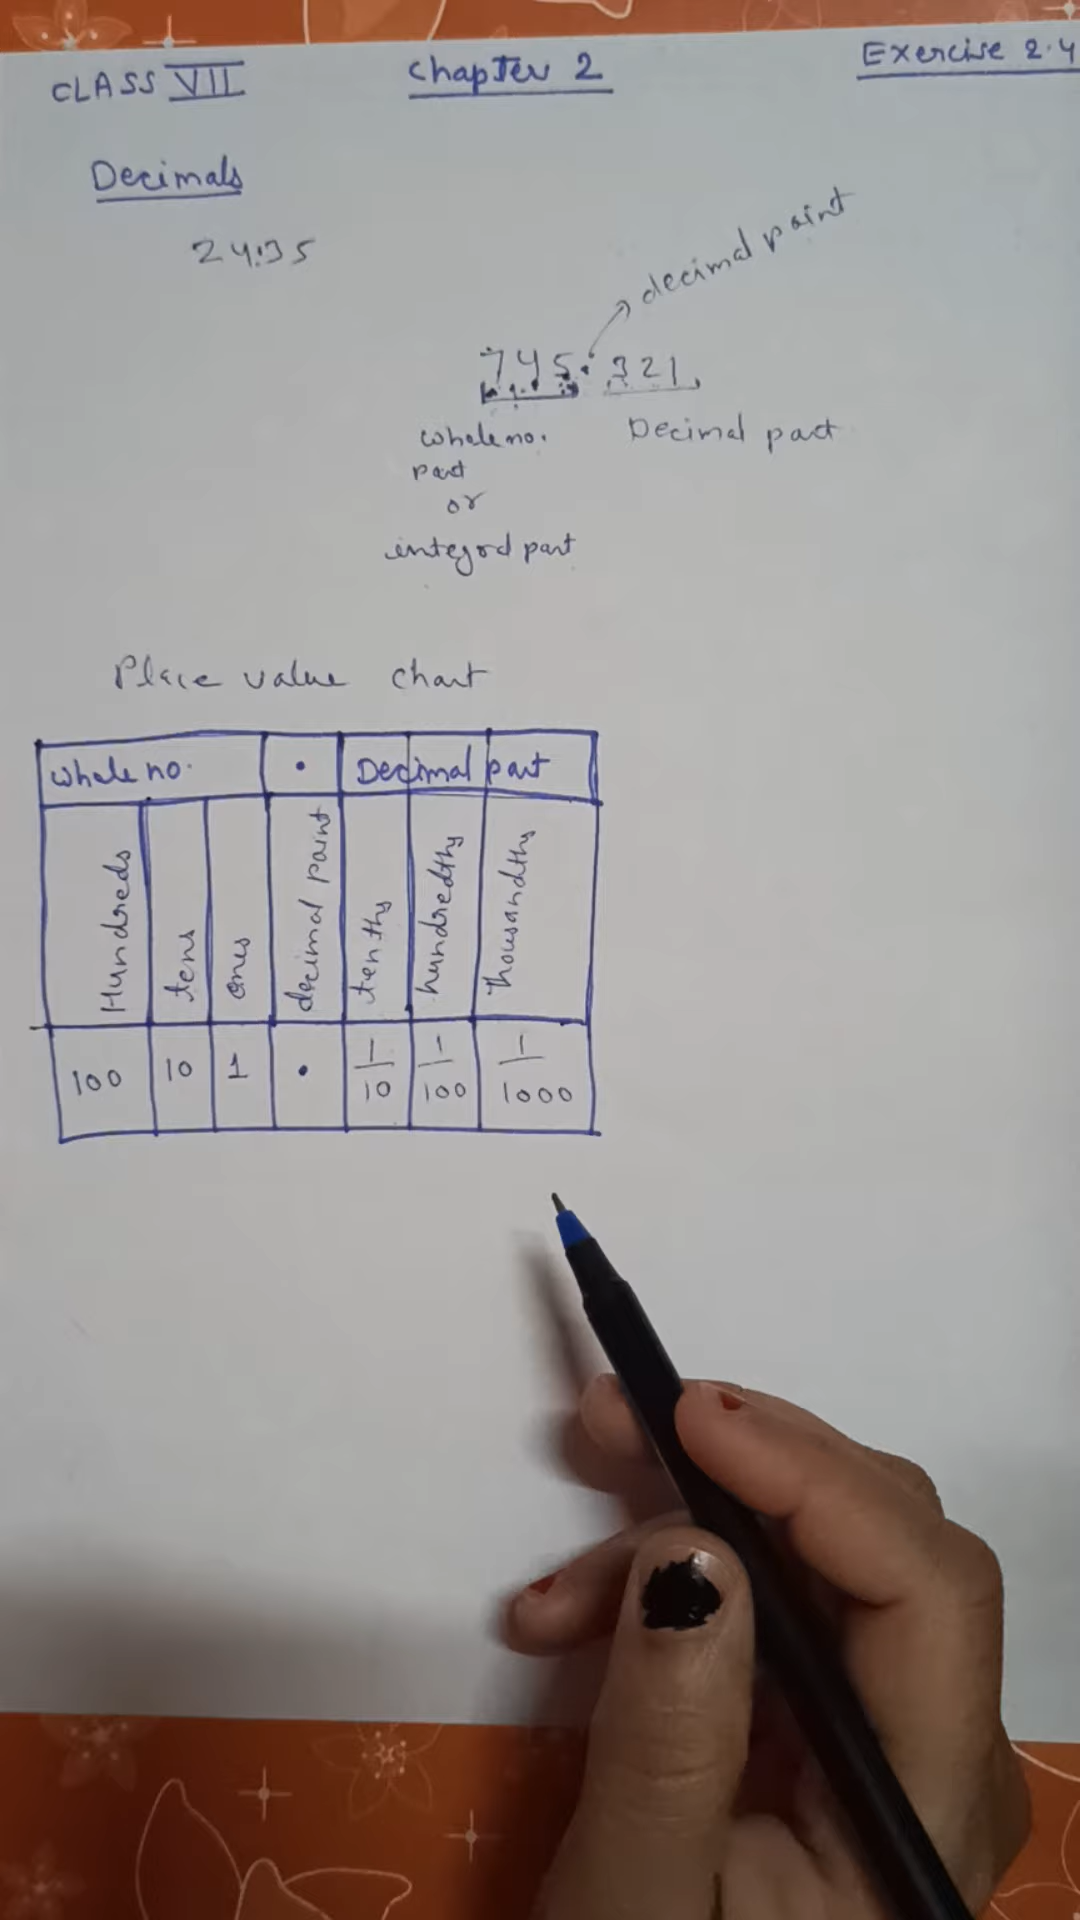 CLASS VII
Chapter 2
Exercise 2.4
Decimals
24.35
decimal point
745.321
whole no.
part
or
integral part
Decimal part
Place value chart
whole no.
.
Decimal part
Hundreds
tens
ones
decimal point
tenths
hundredths
thousandths
100
10
1
.
1/10
1/100
1/1000